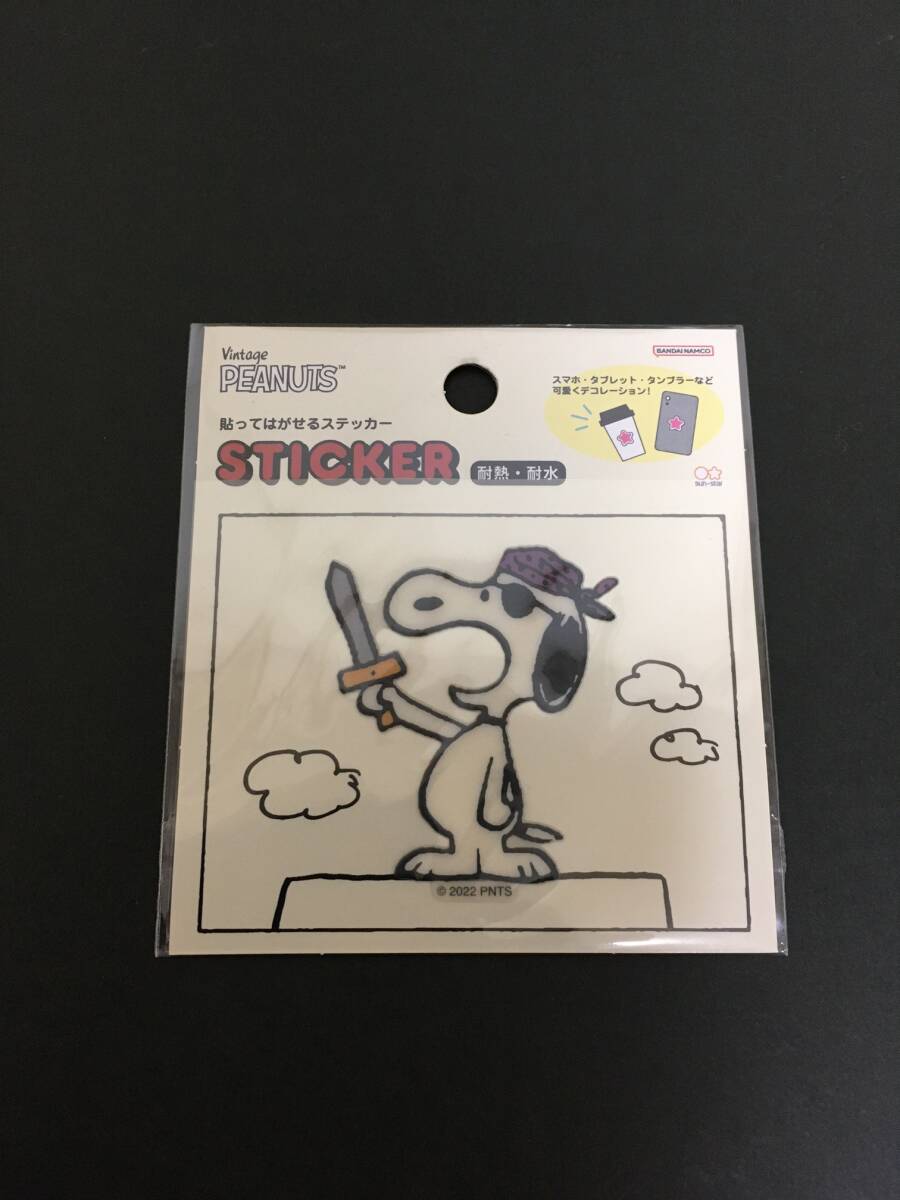 Vintage
PEANUTS™
貼ってはがせるステッカー
STICKER
耐熱・耐水
BANDAI NAMCO
スマホ・タブレット・タンブラーなど
可愛くデコレーション!
sun-star
© 2022 PNTS